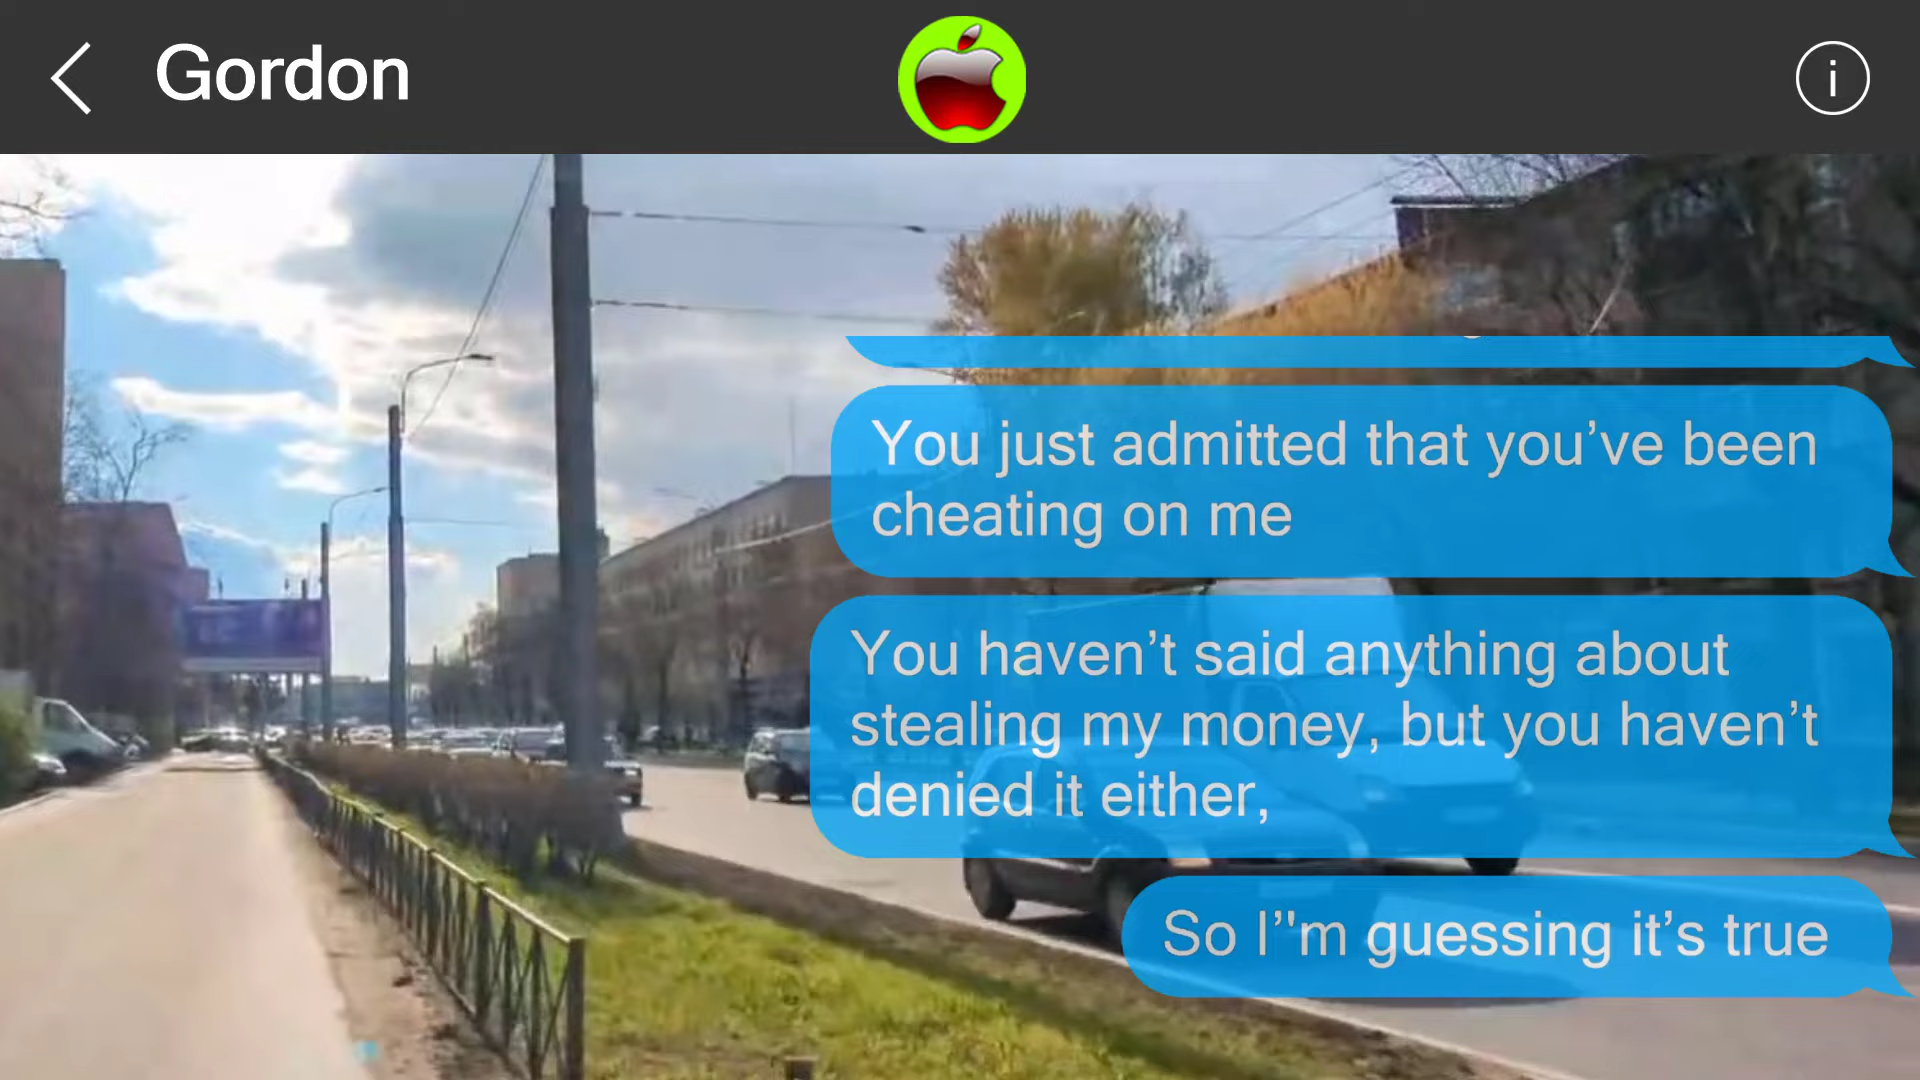 Gordon
i
You just admitted that you’ve been
cheating on me
You haven’t said anything about
stealing my money, but you haven’t
denied it either,
So I’'m guessing it’s true